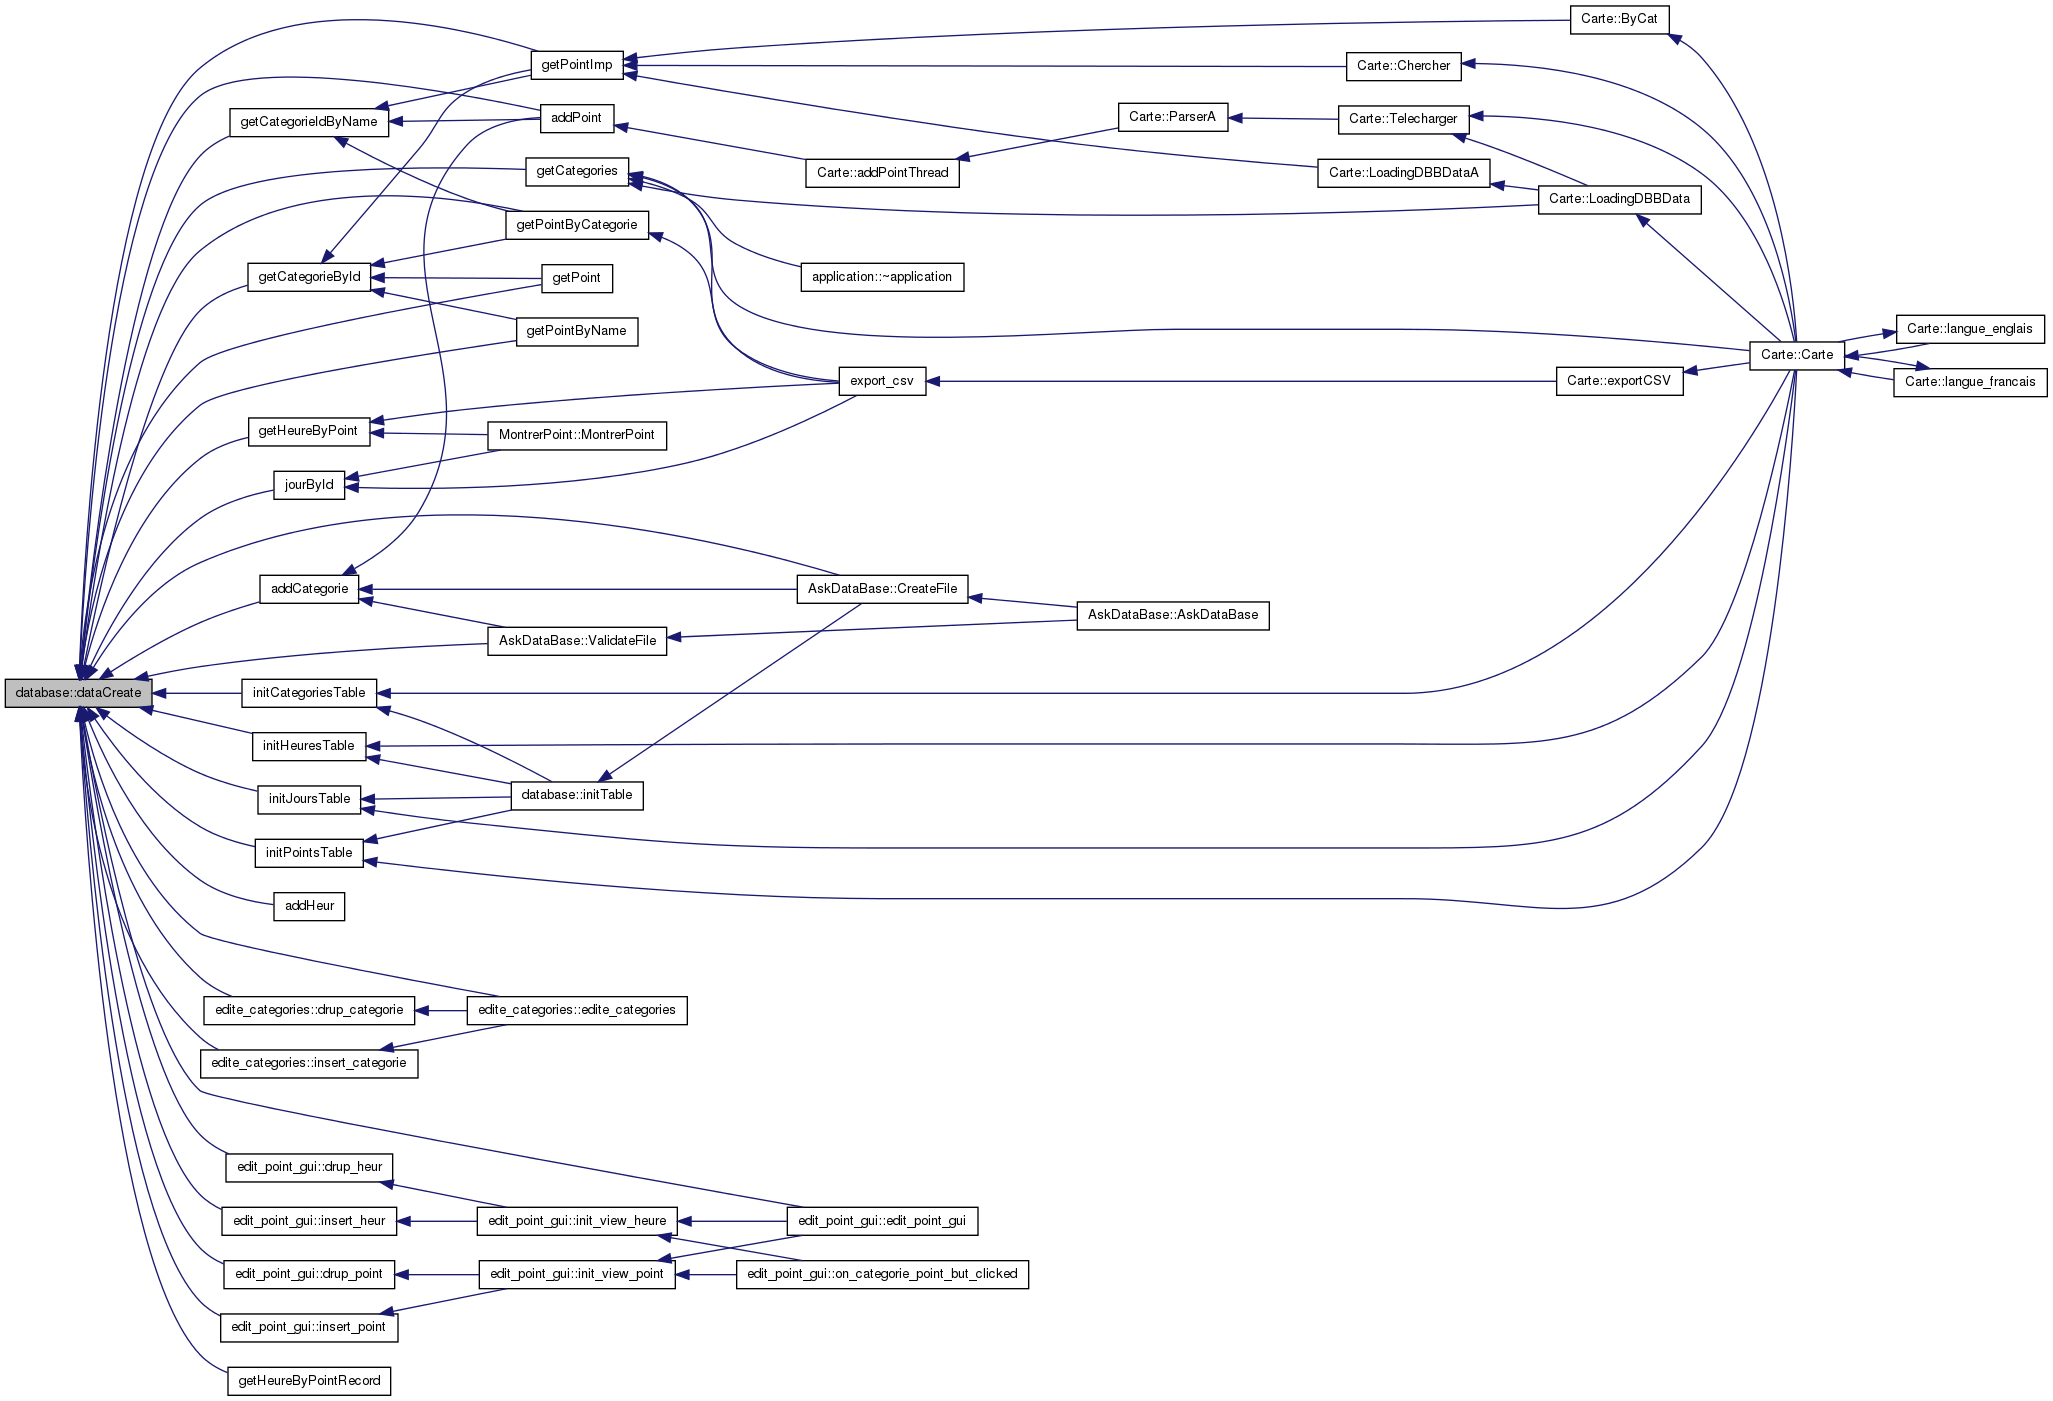 Carte::ByCat
getPointImp
Carte::Chercher
getCategorieIdByName
addPoint
Carte::ParserA
Carte::Telecharger
getCategories
Carte::addPointThread
Carte::LoadingDBBDataA
Carte::LoadingDBBData
getPointByCategorie
getCategorieById
getPoint
application::~application
getPointByName
Carte::langue_englais
Carte::Carte
export_csv
Carte::exportCSV
Carte::langue_francais
getHeureByPoint
MontrerPoint::MontrerPoint
jourById
addCategorie
AskDataBase::CreateFile
AskDataBase::AskDataBase
AskDataBase::ValidateFile
database::dataCreate
initCategoriesTable
initHeuresTable
initJoursTable
database::initTable
initPointsTable
addHeur
edite_categories::drup_categorie
edite_categories::edite_categories
edite_categories::insert_categorie
edit_point_gui::drup_heur
edit_point_gui::insert_heur
edit_point_gui::init_view_heure
edit_point_gui::edit_point_gui
edit_point_gui::drup_point
edit_point_gui::init_view_point
edit_point_gui::on_categorie_point_but_clicked
edit_point_gui::insert_point
getHeureByPointRecord